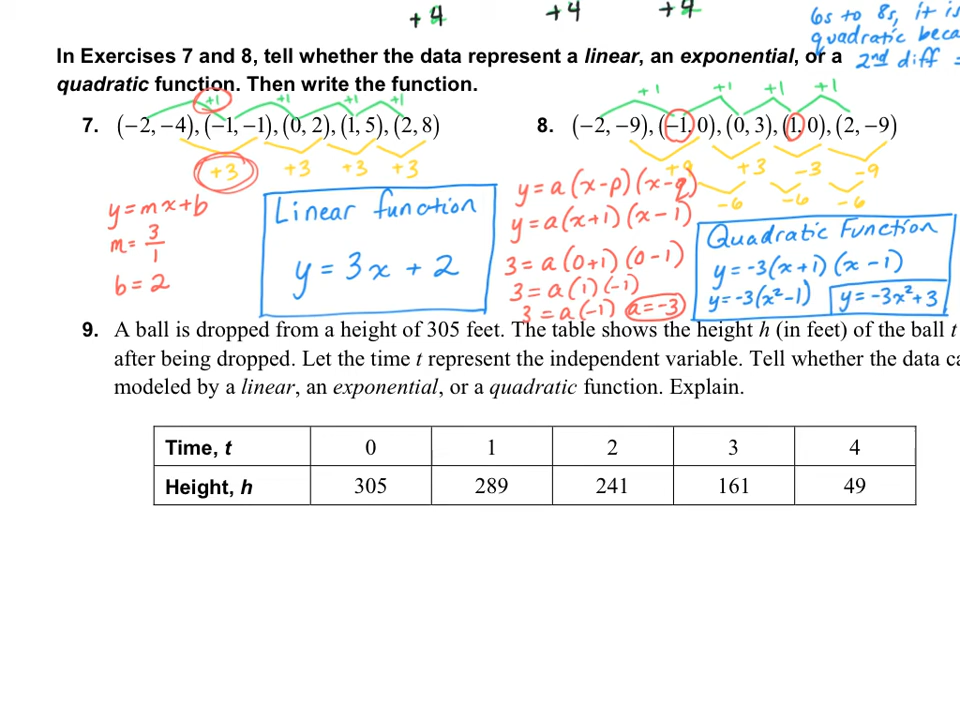 +4 +4 +4
6s to 8s, it is
quadratic beca
2nd diff =
In Exercises 7 and 8, tell whether the data represent a linear, an exponential, or a
quadratic function. Then write the function.
+1 +1 +1 +1
+1 +1 +1 +1
7. (−2, −4), (−1, −1), (0, 2), (1, 5), (2, 8)
8. (−2, −9), (−1, 0), (0, 3), (1, 0), (2, −9)
+3 +3 +3 +3
+9 +3 −3 −9
−6 −6 −6
y=mx+b
m= 3/1
b=2
Linear function
y = 3x + 2
y=a(x-p)(x-q)
y=a(x+1)(x-1)
3=a(0+1)(0-1)
3=a(1)(-1)
3=a(-1) a=-3
Quadratic Function
y=-3(x+1)(x-1)
y=-3(x²-1) y=-3x²+3
9. A ball is dropped from a height of 305 feet. The table shows the height h (in feet) of the ball t
after being dropped. Let the time t represent the independent variable. Tell whether the data ca
modeled by a linear, an exponential, or a quadratic function. Explain.
Time, t 0 1 2 3 4
Height, h 305 289 241 161 49